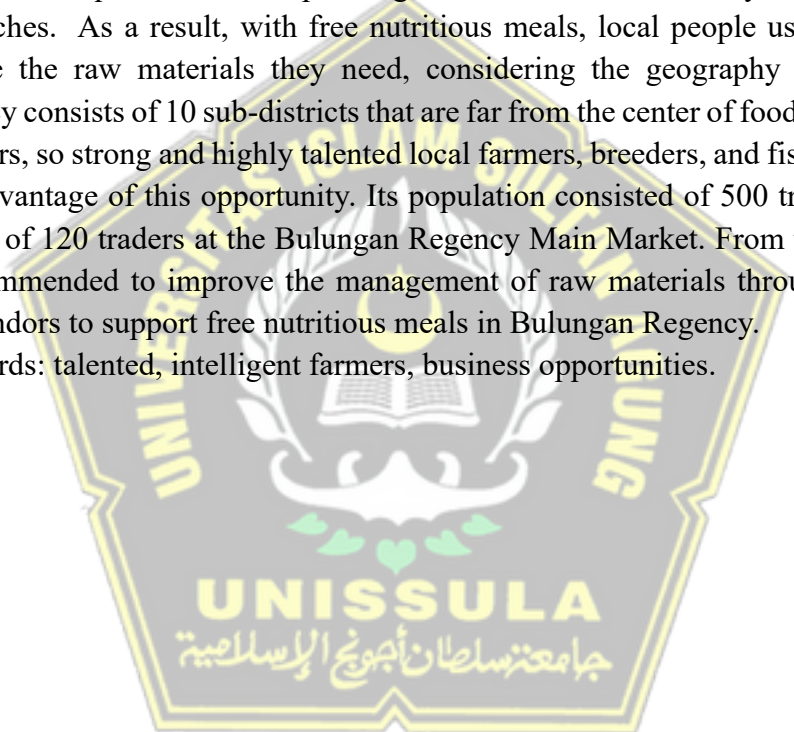 ches. As a result, with free nutritious meals, local people us
e the raw materials they need, considering the geography
y consists of 10 sub-districts that are far from the center of food
rs, so strong and highly talented local farmers, breeders, and fis
vantage of this opportunity. Its population consisted of 500 tr
of 120 traders at the Bulungan Regency Main Market. From
mmended to improve the management of raw materials throu
ndors to support free nutritious meals in Bulungan Regency.
rds: talented, intelligent farmers, business opportunities.
UNIVERSITAS ISLAM SULTAN AGUNG
UNISSULA
جامعة سلطان أجونج الإسلامية